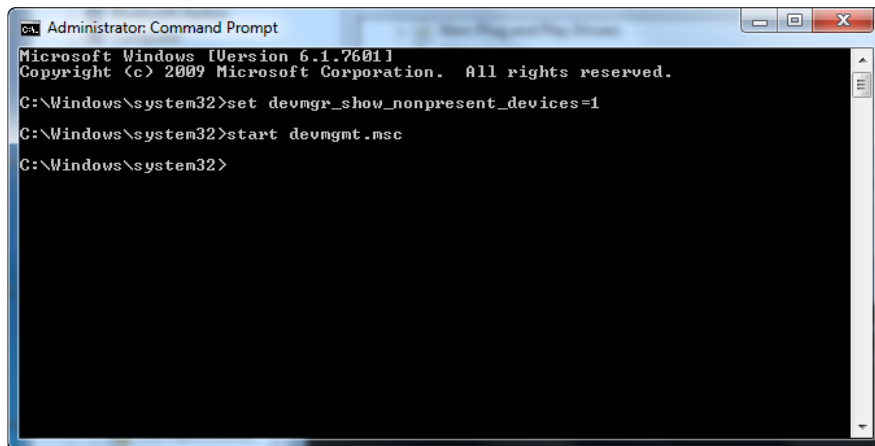 Administrator: Command Prompt
Microsoft Windows [Version 6.1.7601]
Copyright (c) 2009 Microsoft Corporation.  All rights reserved.
C:\Windows\system32>set devmgr_show_nonpresent_devices=1
C:\Windows\system32>start devmgmt.msc
C:\Windows\system32>